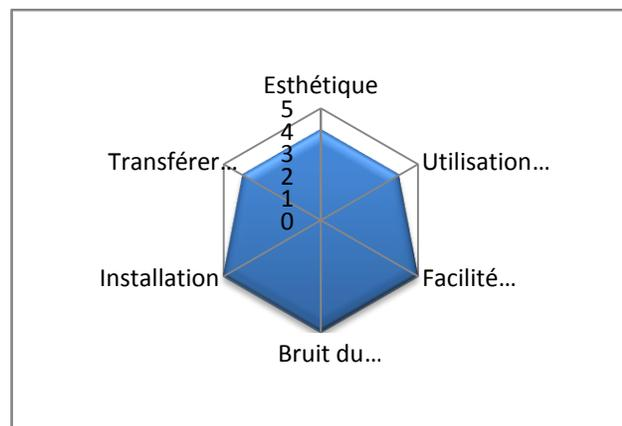 Esthétique
5
4
3
2
1
0
Utilisation...
Facilité...
Bruit du...
Installation
Transférer...